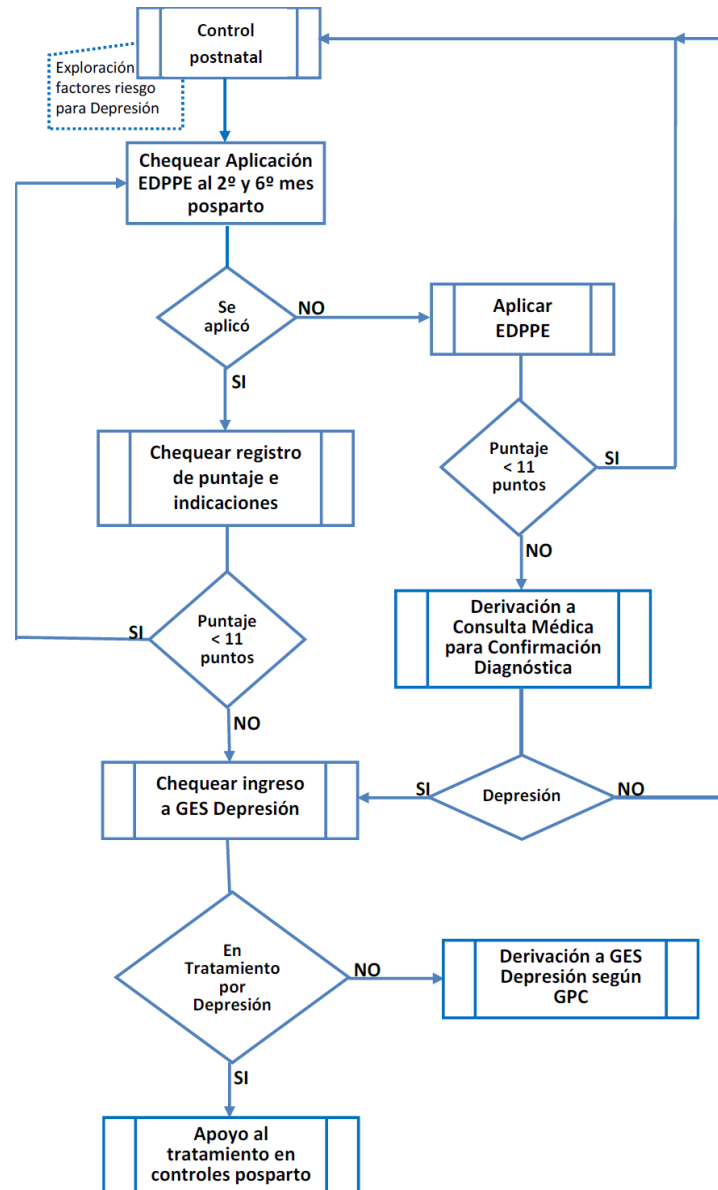 Control
postnatal
Exploración
factores riesgo
para Depresión
Chequear Aplicación
EDPPE al 2º y 6º mes
posparto
Se
aplicó
NO
Aplicar
EDPPE
SI
Chequear registro
de puntaje e
indicaciones
Puntaje
< 11
puntos
SI
NO
Derivación a
Consulta Médica
para Confirmación
Diagnóstica
Puntaje
< 11
puntos
SI
NO
Chequear ingreso
a GES Depresión
SI
Depresión
NO
En
Tratamiento
por
Depresión
NO
Derivación a GES
Depresión según
GPC
SI
Apoyo al
tratamiento en
controles posparto